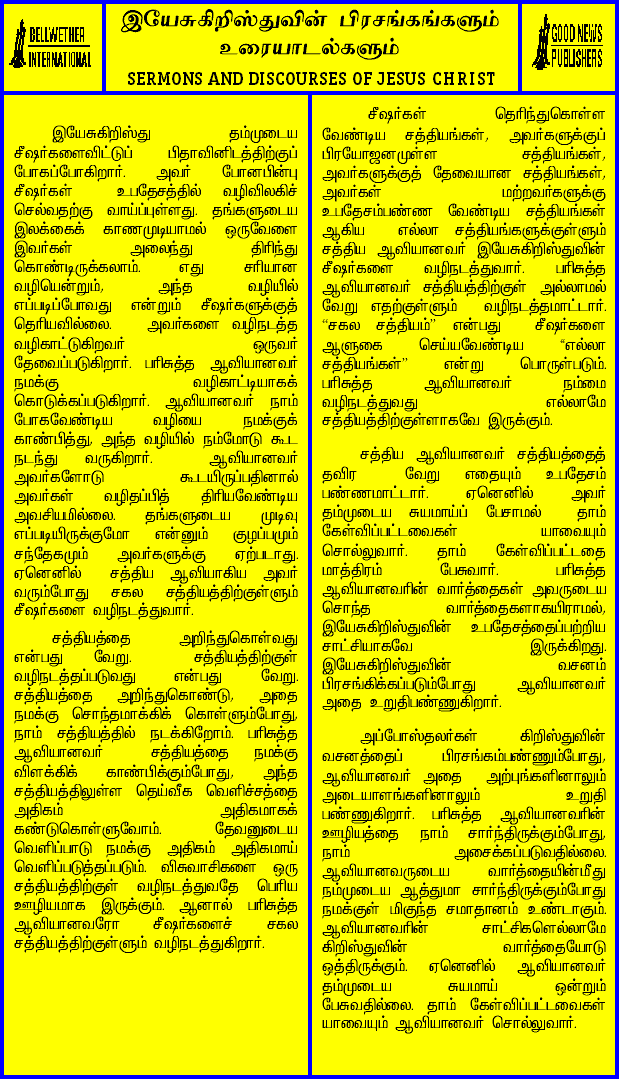 BELLWETHER
INTERNATIONAL
இயேசுகிறிஸ்துவின் பிரசங்கங்களும்
உரையாடல்களும்
SERMONS AND DISCOURSES OF JESUS CHRIST
GOOD NEWS
PUBLISHERS
இயேசுகிறிஸ்து தம்முடைய
சீஷர்களைவிட்டுப் பிதாவினிடத்திற்குப்
போகப்போகிறார். அவர் போனபின்பு
சீஷர்கள் உபதேசத்தில் வழிவிலகிச்
செல்வதற்கு வாய்ப்புள்ளது. தங்களுடைய
இலக்கைக் காணமுடியாமல் ஒருவேளை
இவர்கள் அலைந்து திரிந்து
கொண்டிருக்கலாம். எது சரியான
வழியென்றும், அந்த வழியில்
எப்படிப்போவது என்றும் சீஷர்களுக்குத்
தெரியவில்லை. அவர்களை வழிநடத்த
வழிகாட்டுகிறவர் ஒருவர்
தேவைப்படுகிறார். பரிசுத்த ஆவியானவர்
நமக்கு வழிகாட்டியாகக்
கொடுக்கப்படுகிறார். ஆவியானவர் நாம்
போகவேண்டிய வழியை நமக்குக்
காண்பித்து, அந்த வழியில் நம்மோடு கூட
நடந்து வருகிறார். ஆவியானவர்
அவர்களோடு கூடயிருப்பதினால்
அவர்கள் வழிதப்பித் திரியவேண்டிய
அவசியமில்லை. தங்களுடைய முடிவு
எப்படியிருக்குமோ என்னும் குழப்பமும்
சந்தேகமும் அவர்களுக்கு ஏற்படாது.
ஏனெனில் சத்திய ஆவியாகிய அவர்
வரும்போது சகல சத்தியத்திற்குள்ளும்
சீஷர்களை வழிநடத்துவார்.
சத்தியத்தை அறிந்துகொள்வது
என்பது வேறு. சத்தியத்திற்குள்
வழிநடத்தப்படுவது என்பது வேறு.
சத்தியத்தை அறிந்துகொண்டு, அதை
நமக்கு சொந்தமாக்கிக் கொள்ளும்போது,
நாம் சத்தியத்தில் நடக்கிறோம். பரிசுத்த
ஆவியானவர் சத்தியத்தை நமக்கு
விளக்கிக் காண்பிக்கும்போது, அந்த
சத்தியத்திலுள்ள தெய்வீக வெளிச்சத்தை
அதிகம் அதிகமாகக்
கண்டுகொள்ளுவோம். தேவனுடைய
வெளிப்பாடு நமக்கு அதிகம் அதிகமாய்
வெளிப்படுத்தப்படும். விசுவாசிகளை ஒரு
சத்தியத்திற்குள் வழிநடத்துவதே பெரிய
ஊழியமாக இருக்கும். ஆனால் பரிசுத்த
ஆவியானவரோ சீஷர்களைச் சகல
சத்தியத்திற்குள்ளும் வழிநடத்துகிறார்.
சீஷர்கள் தெரிந்துகொள்ள
வேண்டிய சத்தியங்கள், அவர்களுக்குப்
பிரயோஜனமுள்ள சத்தியங்கள்,
அவர்களுக்குத் தேவையான சத்தியங்கள்,
அவர்கள் மற்றவர்களுக்கு
உபதேசம்பண்ண வேண்டிய சத்தியங்கள்
ஆகிய எல்லா சத்தியங்களுக்குள்ளும்
சத்திய ஆவியானவர் இயேசுகிறிஸ்துவின்
சீஷர்களை வழிநடத்துவார். பரிசுத்த
ஆவியானவர் சத்தியத்திற்குள் அல்லாமல்
வேறு எதற்குள்ளும் வழிநடத்தமாட்டார்.
“சகல சத்தியம்” என்பது சீஷர்களை
ஆளுகை செய்யவேண்டிய “எல்லா
சத்தியங்கள்” என்று பொருள்படும்.
பரிசுத்த ஆவியானவர் நம்மை
வழிநடத்துவது எல்லாமே
சத்தியத்திற்குள்ளாகவே இருக்கும்.
சத்திய ஆவியானவர் சத்தியத்தைத்
தவிர வேறு எதையும் உபதேசம்
பண்ணமாட்டார். ஏனெனில் அவர்
தம்முடைய சுயமாய்ப் பேசாமல் தாம்
கேள்விப்பட்டவைகள் யாவையும்
சொல்லுவார். தாம் கேள்விப்பட்டதை
மாத்திரம் பேசுவார். பரிசுத்த
ஆவியானவரின் வார்த்தைகள் அவருடைய
சொந்த வார்த்தைகளாகயிராமல்,
இயேசுகிறிஸ்துவின் உபதேசத்தைப்பற்றிய
சாட்சியாகவே இருக்கிறது.
இயேசுகிறிஸ்துவின் வசனம்
பிரசங்கிக்கப்படும்போது ஆவியானவர்
அதை உறுதிபண்ணுகிறார்.
அப்போஸ்தலர்கள் கிறிஸ்துவின்
வசனத்தைப் பிரசங்கம்பண்ணும்போது,
ஆவியானவர் அதை அற்புங்களினாலும்
அடையாளங்களினாலும் உறுதி
பண்ணுகிறார். பரிசுத்த ஆவியானவரின்
ஊழியத்தை நாம் சார்ந்திருக்கும்போது,
நாம் அசைக்கப்படுவதில்லை.
ஆவியானவருடைய வார்த்தையின்மீது
நம்முடைய ஆத்துமா சார்ந்திருக்கும்போது
நமக்குள் மிகுந்த சமாதானம் உண்டாகும்.
ஆவியானவரின் சாட்சிகளெல்லாமே
கிறிஸ்துவின் வார்த்தையோடு
ஒத்திருக்கும். ஏனெனில் ஆவியானவர்
தம்முடைய சுயமாய் ஒன்றும்
பேசுவதில்லை. தாம் கேள்விப்பட்டவைகள்
யாவையும் ஆவியானவர் சொல்லுவார்.